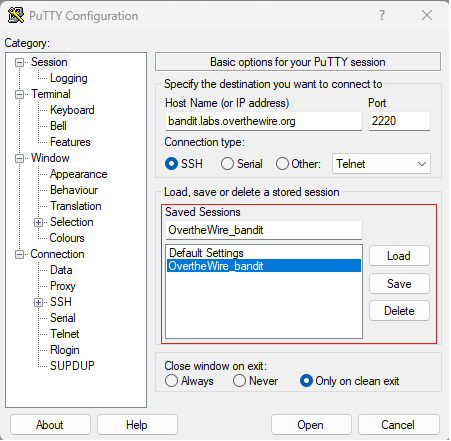 PuTTY Configuration
Category:
Session
Logging
Terminal
Keyboard
Bell
Features
Window
Appearance
Behaviour
Translation
Selection
Colours
Connection
Data
Proxy
SSH
Serial
Telnet
Rlogin
SUPDUP
Basic options for your PuTTY session
Specify the destination you want to connect to
Host Name (or IP address) Port
bandit.labs.overthewire.org 2220
Connection type:
SSH Serial Other: Telnet
Load, save or delete a stored session
Saved Sessions
OvertheWire_bandit
Default Settings
OvertheWire_bandit
Load
Save
Delete
Close window on exit:
Always Never Only on clean exit
About Help Open Cancel